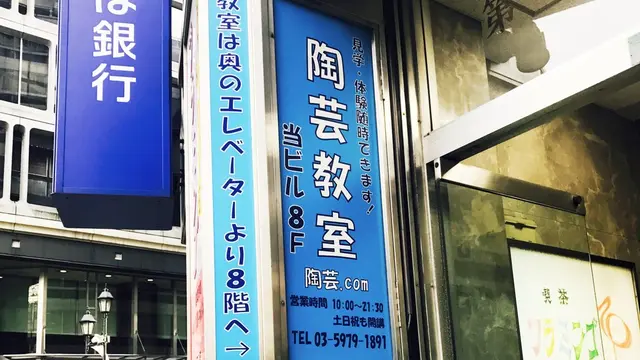 ま銀行
教室は奥のエレベーターより8階へ→
見学・体験随時できます!
陶芸教室
当ビル8F
陶芸.com
営業時間 10:00〜21:30
土日祝も開講
TEL 03-5979-1891
第
喫茶